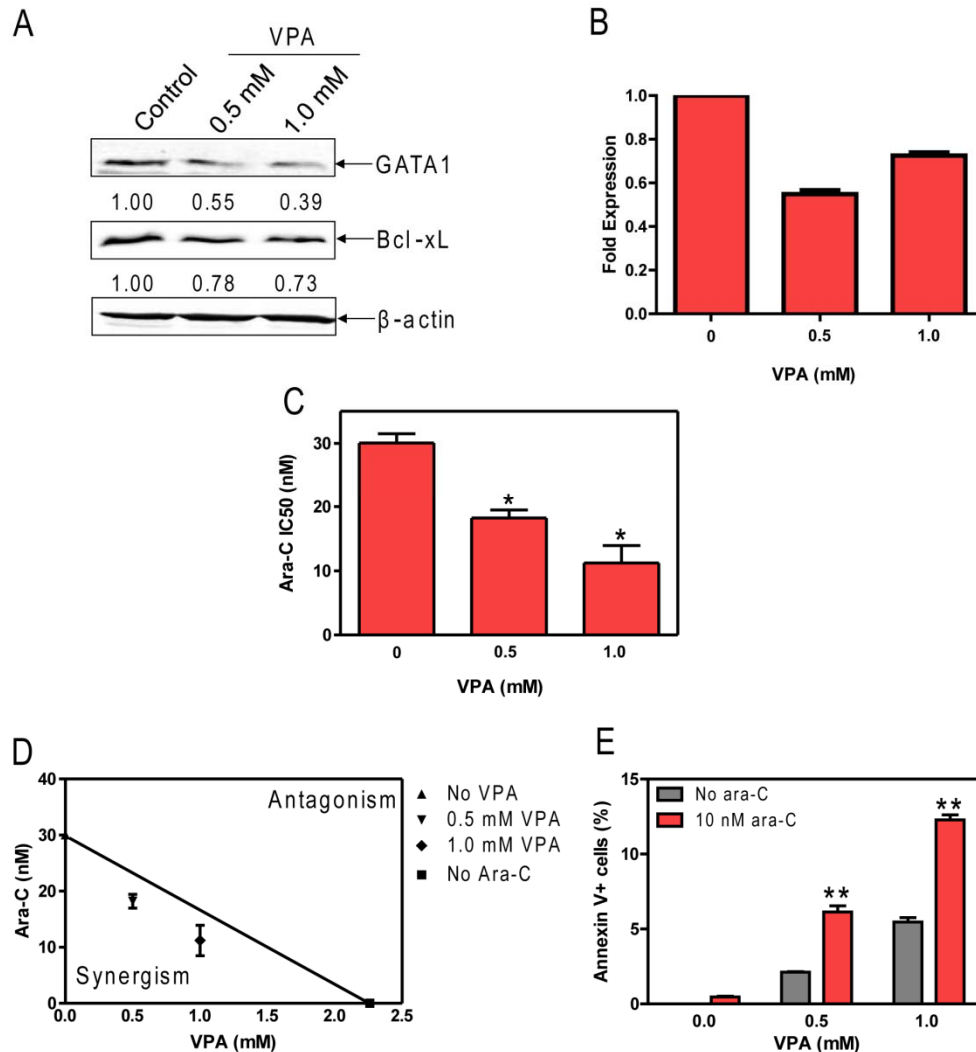 A
VPA
Control 0.5 mM 1.0 mM
GATA1
1.00 0.55 0.39
Bcl-xL
1.00 0.78 0.73
β-actin
B
Fold Expression
1.0
0.8
0.6
0.4
0.2
0.0
0 0.5 1.0
VPA (mM)
C
Ara-C IC50 (nM)
30
20
10
0
* *
0 0.5 1.0
VPA (mM)
D
Ara-C (nM)
40
30
20
10
0
Antagonism
Synergism
0.0 0.5 1.0 1.5 2.0 2.5
VPA (mM)
No VPA
0.5 mM VPA
1.0 mM VPA
No Ara-C
E
Annexin V+ cells (%)
15
10
5
0
No ara-C
10 nM ara-C
** **
0.0 0.5 1.0
VPA (mM)